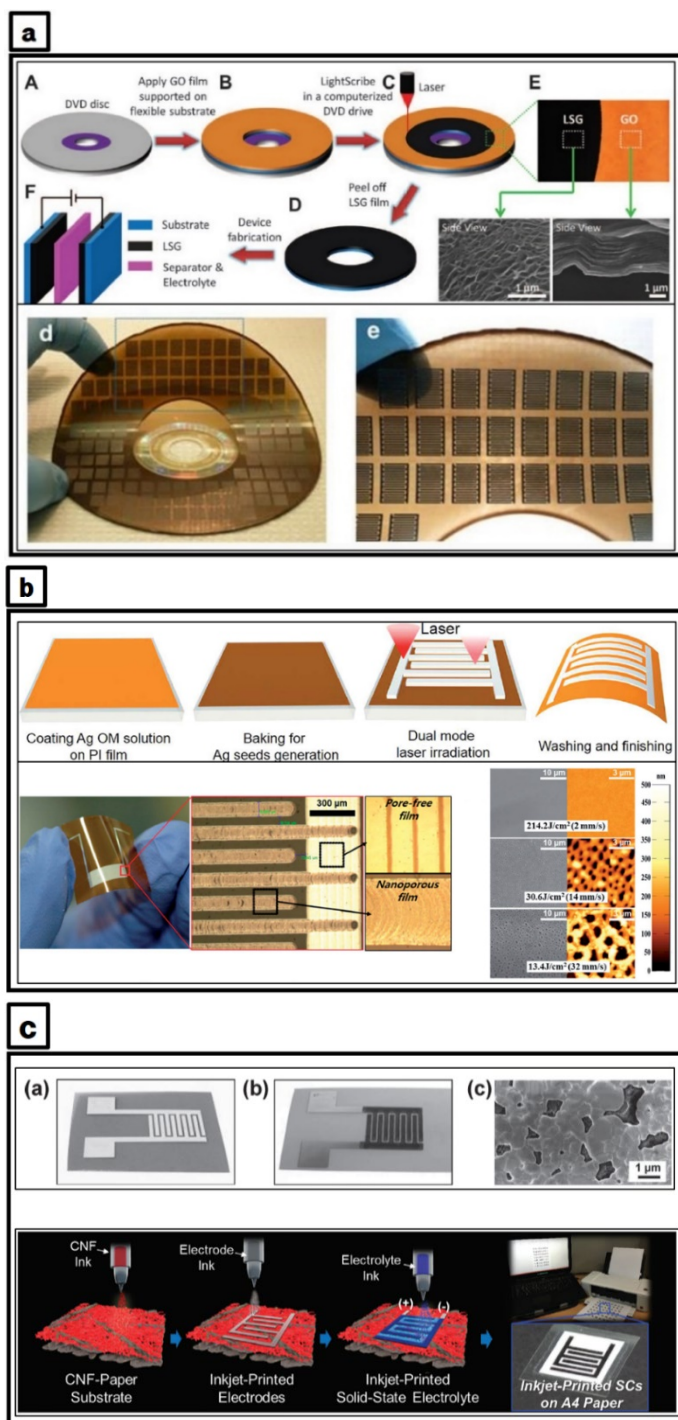 a
A
DVD disc
Apply GO film
supported on
flexible substrate
B
LightScribe
in a computerized
DVD drive
C
Laser
E
LSG
GO
Peel off
LSG film
D
Device
fabrication
F
Substrate
LSG
Separator &
Electrolyte
Side View
1 µm
Side View
1 µm
d
e
b
Coating Ag OM solution
on PI film
Baking for
Ag seeds generation
Laser
Dual mode
laser irradiation
Washing and finishing
300 µm
Pore-free
film
Nanoporous
film
10 µm
3 µm
214.2J/cm²(2 mm/s)
10 µm
30.6J/cm²(14 mm/s)
10 µm
13.4J/cm²(32 mm/s)
nm
500
450
400
350
300
250
200
150
100
50
0
c
(a)
(b)
(c)
1 µm
CNF
Ink
Electrode
Ink
Electrolyte
Ink
(+)
(-)
CNF-Paper
Substrate
Inkjet-Printed
Electrodes
Inkjet-Printed
Solid-State Electrolyte
Inkjet-Printed SCs
on A4 Paper